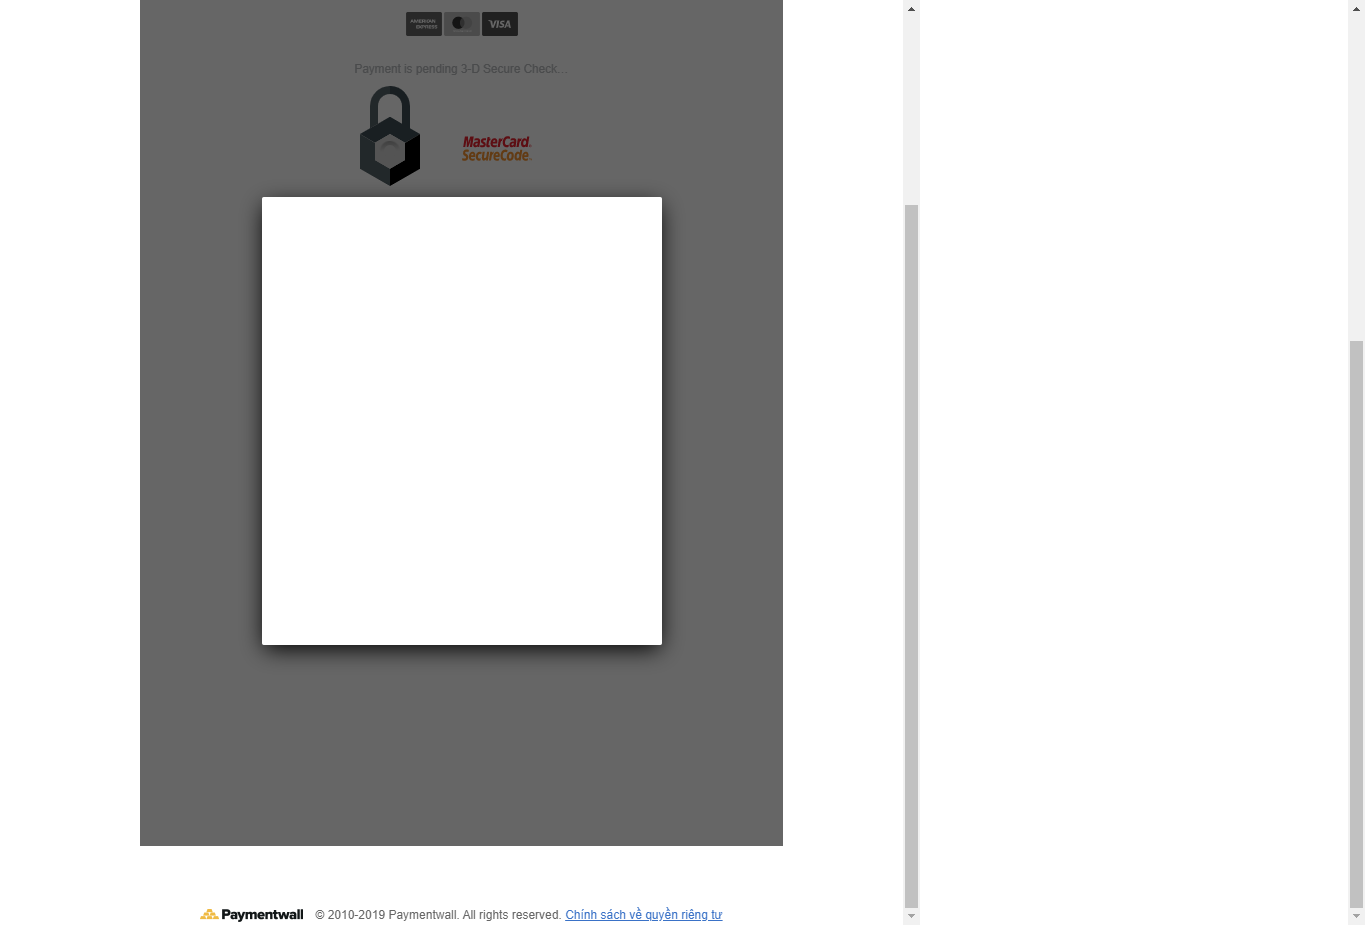 AMERICAN
EXPRESS
VISA
Payment is pending 3-D Secure Check...
MasterCard.
SecureCode.
Paymentwall © 2010-2019 Paymentwall. All rights reserved. Chính sách về quyền riêng tư